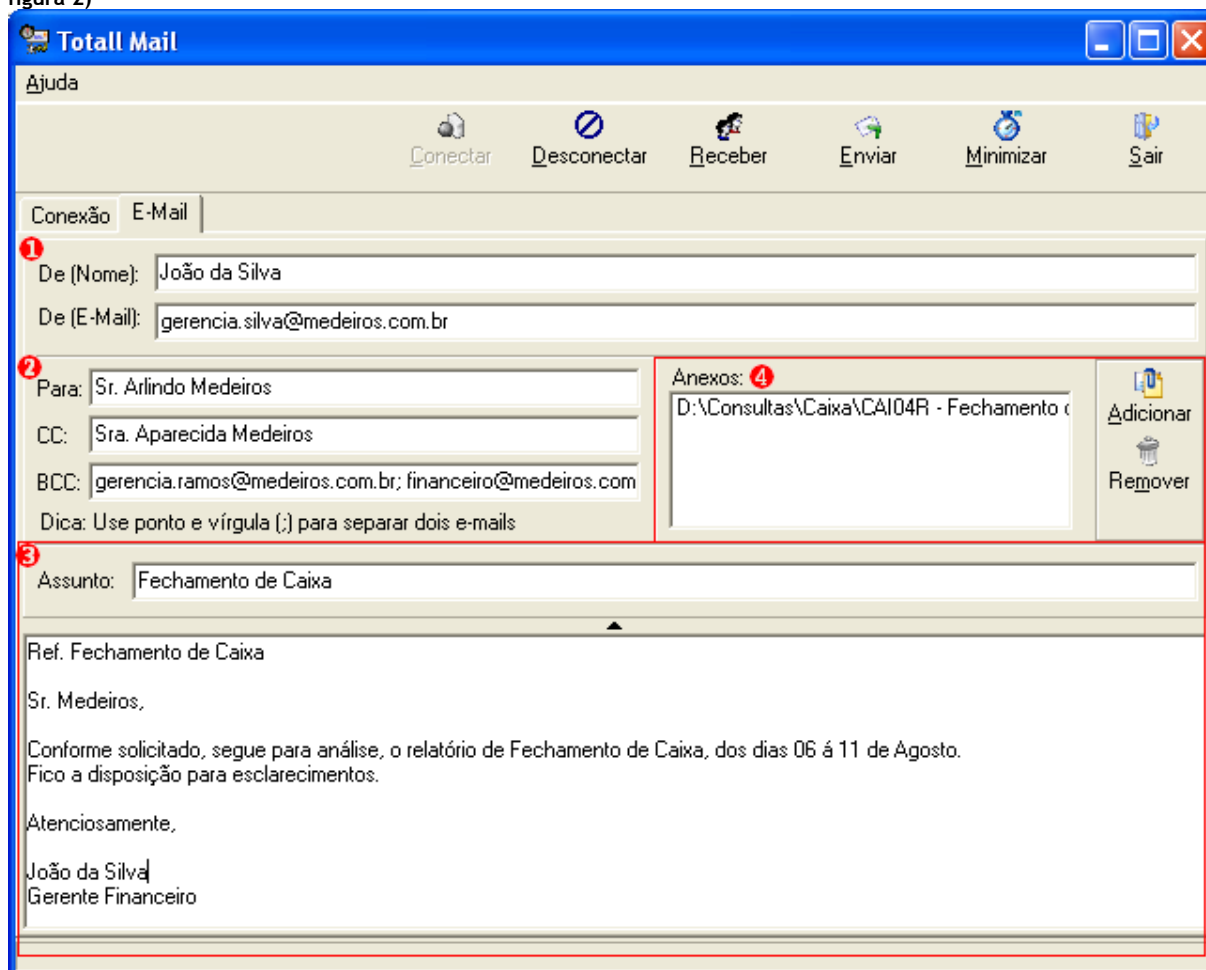 figura 2)
Totall Mail
Ajuda
Conectar Desconectar Receber Enviar Minimizar Sair
Conexão E-Mail
1
De (Nome): João da Silva
De (E-Mail): gerencia.silva@medeiros.com.br
2
Para: Sr. Arlindo Medeiros
CC: Sra. Aparecida Medeiros
BCC: gerencia.ramos@medeiros.com.br; financeiro@medeiros.com
Dica: Use ponto e vírgula (;) para separar dois e-mails
Anexos: 4
D:\Consultas\Caixa\CAI04R - Fechamento
Adicionar
Remover
3
Assunto: Fechamento de Caixa
Ref. Fechamento de Caixa
Sr. Medeiros,
Conforme solicitado, segue para análise, o relatório de Fechamento de Caixa, dos dias 06 á 11 de Agosto.
Fico a disposição para esclarecimentos.
Atenciosamente,
João da Silva
Gerente Financeiro